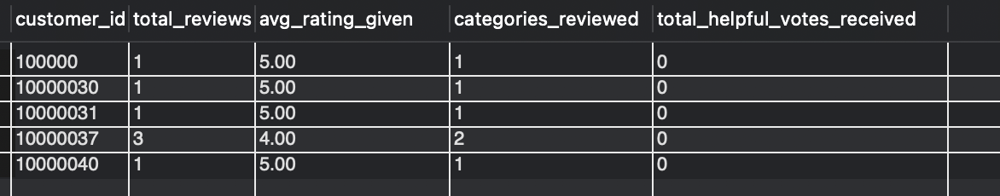 customer_id total_reviews avg_rating_given categories_reviewed total_helpful_votes_received
100000 1 5.00 1 0
10000030 1 5.00 1 0
10000031 1 5.00 1 0
10000037 3 4.00 2 0
10000040 1 5.00 1 0